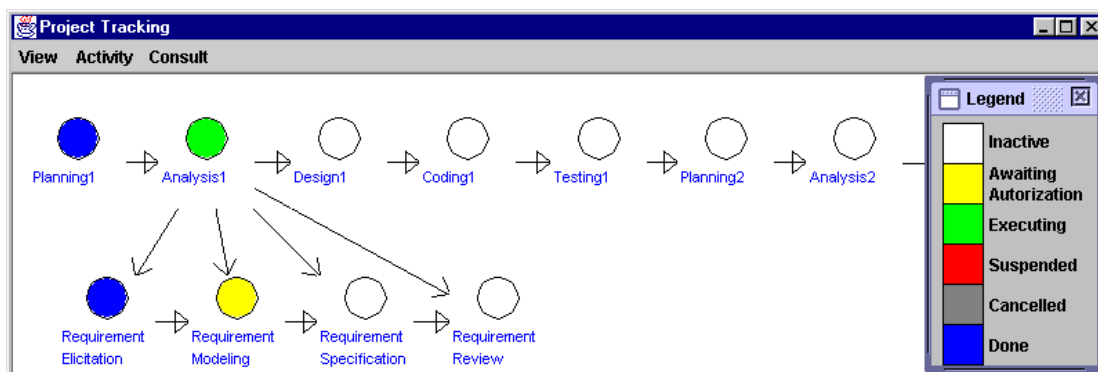 Project Tracking
View Activity Consult
Legend
Planning1 Analysis1 Design1 Coding1 Testing1 Planning2 Analysis2
Inactive
Awaiting
Autorization
Executing
Suspended
Cancelled
Done
Requirement
Elicitation
Requirement
Modeling
Requirement
Specification
Requirement
Review